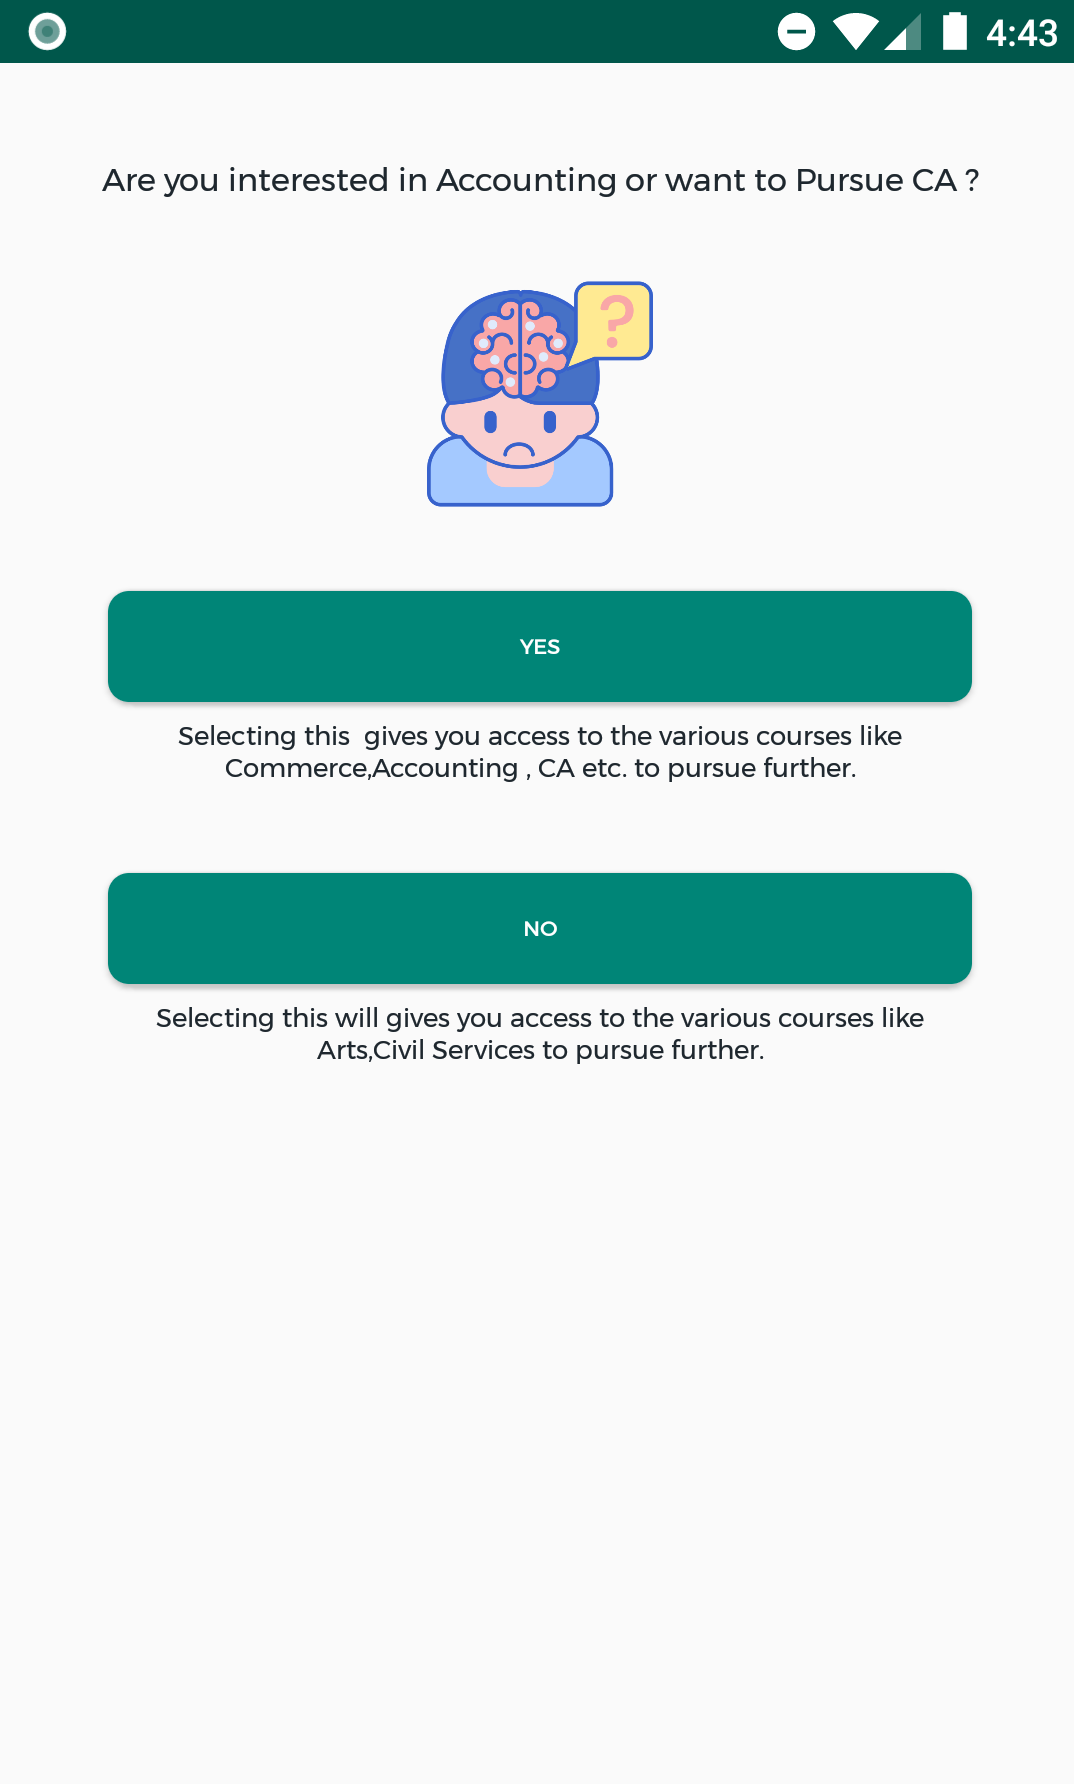 4:43
Are you interested in Accounting or want to Pursue CA ?
?
YES
Selecting this  gives you access to the various courses like
Commerce,Accounting , CA etc. to pursue further.
NO
Selecting this will gives you access to the various courses like
Arts,Civil Services to pursue further.